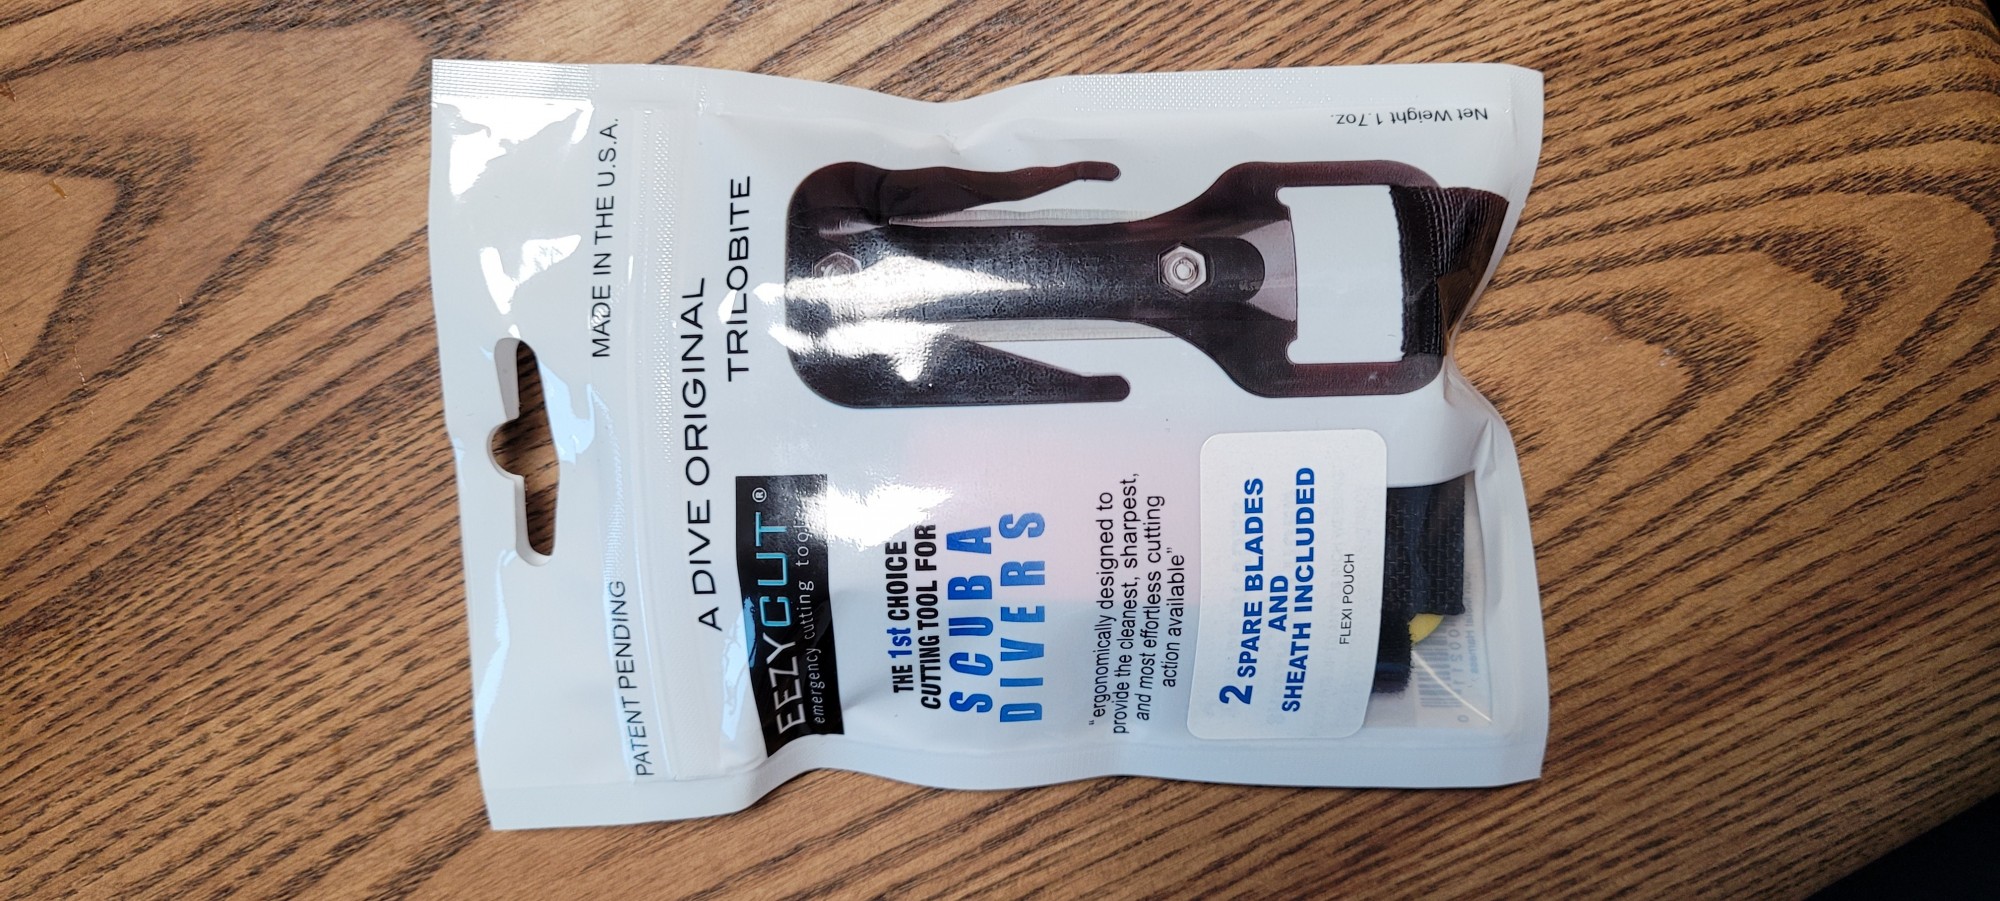 PATENT PENDING
MADE IN THE U.S.A.
A DIVE ORIGINAL
TRILOBITE
EEZYCUT®
emergency cutting tool
THE 1st CHOICE
CUTTING TOOL FOR
SCUBA
DIVERS
"ergonomically designed to
provide the cleanest, sharpest,
and most effortless cutting
action available"
2 SPARE BLADES
AND
SHEATH INCLUDED
FLEXI POUCH
Net Weight 1.7oz.